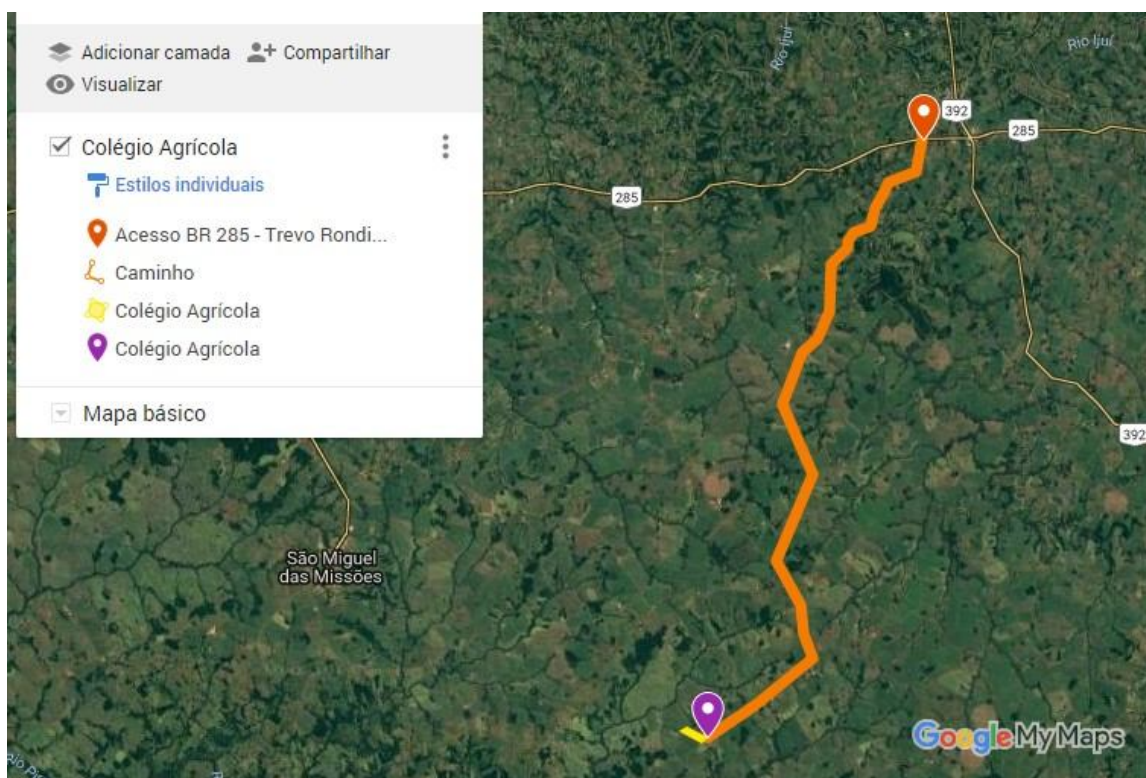 Adicionar camada
Compartilhar
Visualizar
Colégio Agrícola
Estilos individuais
Acesso BR 285 - Trevo Rondi...
Caminho
Colégio Agrícola
Colégio Agrícola
Mapa básico
Rio Ijuí
Rio Ijuí
392
285
285
392
São Miguel
das Missões
Google My Maps